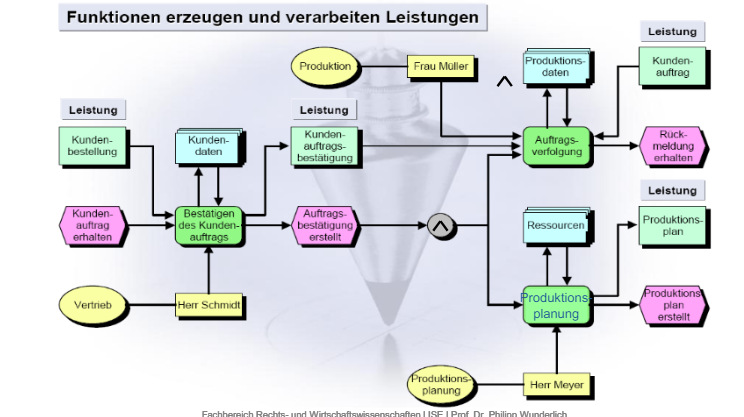 Funktionen erzeugen und verarbeiten Leistungen
Leistung
Produktion
Frau Müller
Produktions-
daten
Kunden-
auftrag
Leistung
Leistung
Kunden-
bestellung
Kunden-
daten
Kunden-
auftrags-
bestätigung
Auftrags-
verfolgung
Rück-
meldung
erhalten
Leistung
Kunden-
auftrag
erhalten
Bestätigen
des Kunden-
auftrags
Auftrags-
bestätigung
erstellt
Ressourcen
Produktions-
plan
Vertrieb
Herr Schmidt
Produktions-
planung
Produktions
plan
erstellt
Produktions-
planung
Herr Meyer
Fachbereich Rechts- und Wirtschaftswissenschaften | ISE | Prof. Dr. Philipp Wunderlich